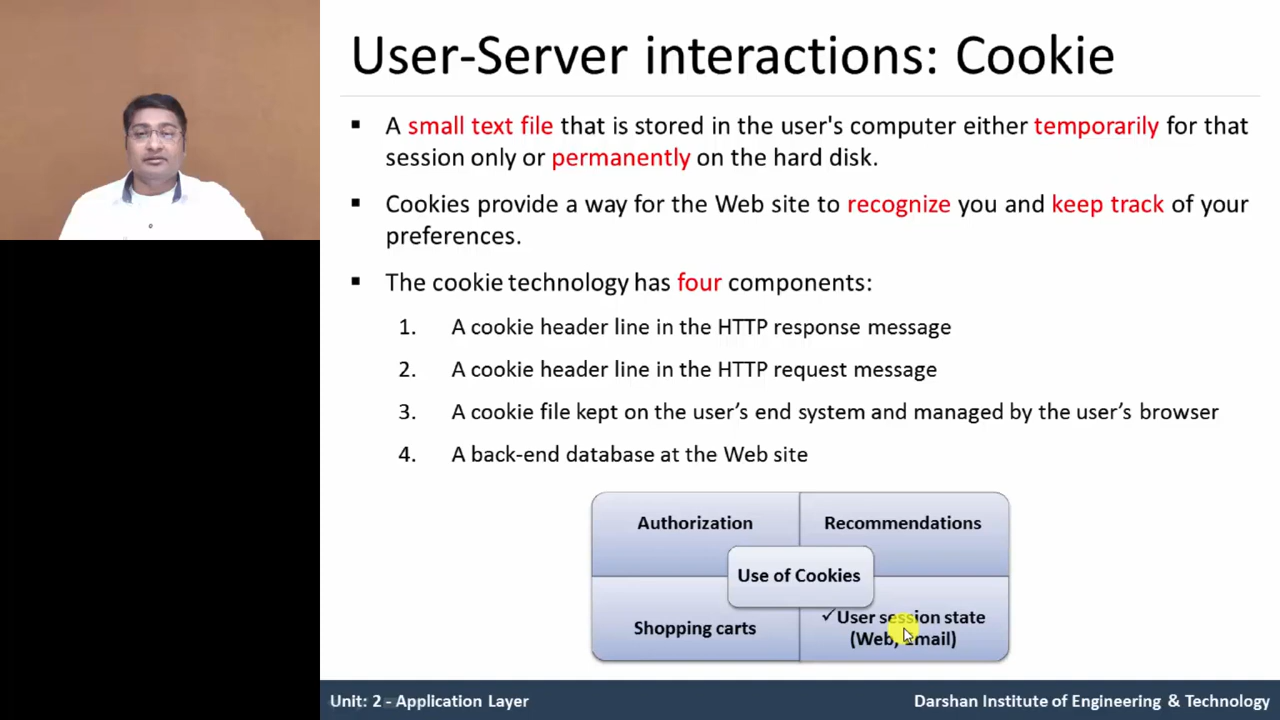 User-Server interactions: Cookie
▪ A small text file that is stored in the user's computer either temporarily for that
session only or permanently on the hard disk.
▪ Cookies provide a way for the Web site to recognize you and keep track of your
preferences.
▪ The cookie technology has four components:
1. A cookie header line in the HTTP response message
2. A cookie header line in the HTTP request message
3. A cookie file kept on the user’s end system and managed by the user’s browser
4. A back-end database at the Web site
Authorization
Recommendations
Use of Cookies
Shopping carts
✓User session state
(Web, Email)
Unit: 2 - Application Layer
Darshan Institute of Engineering & Technology